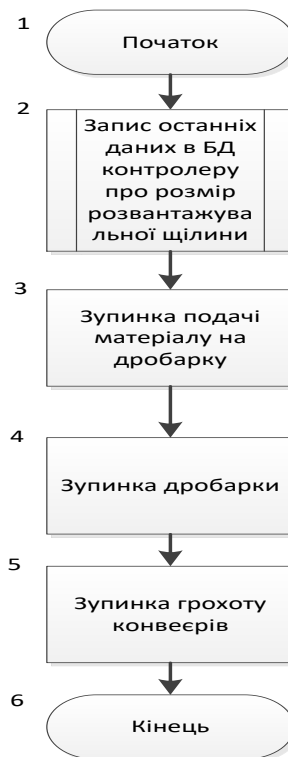 1
Початок
2
Запис останніх
даних в БД
контролеру
про розмір
розвантажува
льної щілини
3
Зупинка подачі
матеріалу на
дробарку
4
Зупинка дробарки
5
Зупинка грохоту
конвеєрів
6
Кінець